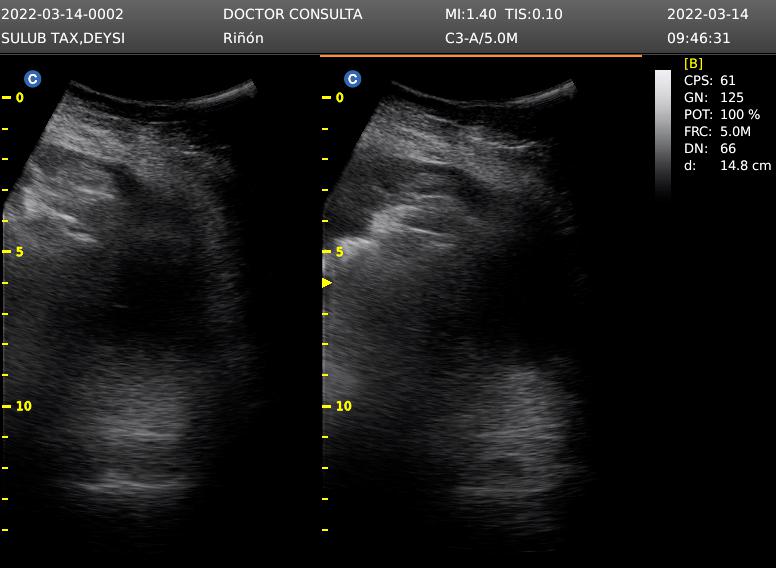 2022-03-14-0002 DOCTOR CONSULTA MI:1.40 TIS:0.10 2022-03-14
SULUB TAX,DEYSI Riñón C3-A/5.0M 09:46:31
[B]
CPS: 61
GN: 125
POT: 100 %
FRC: 5.0M
DN: 66
d: 14.8 cm
C C
0 0
5 5
10 10